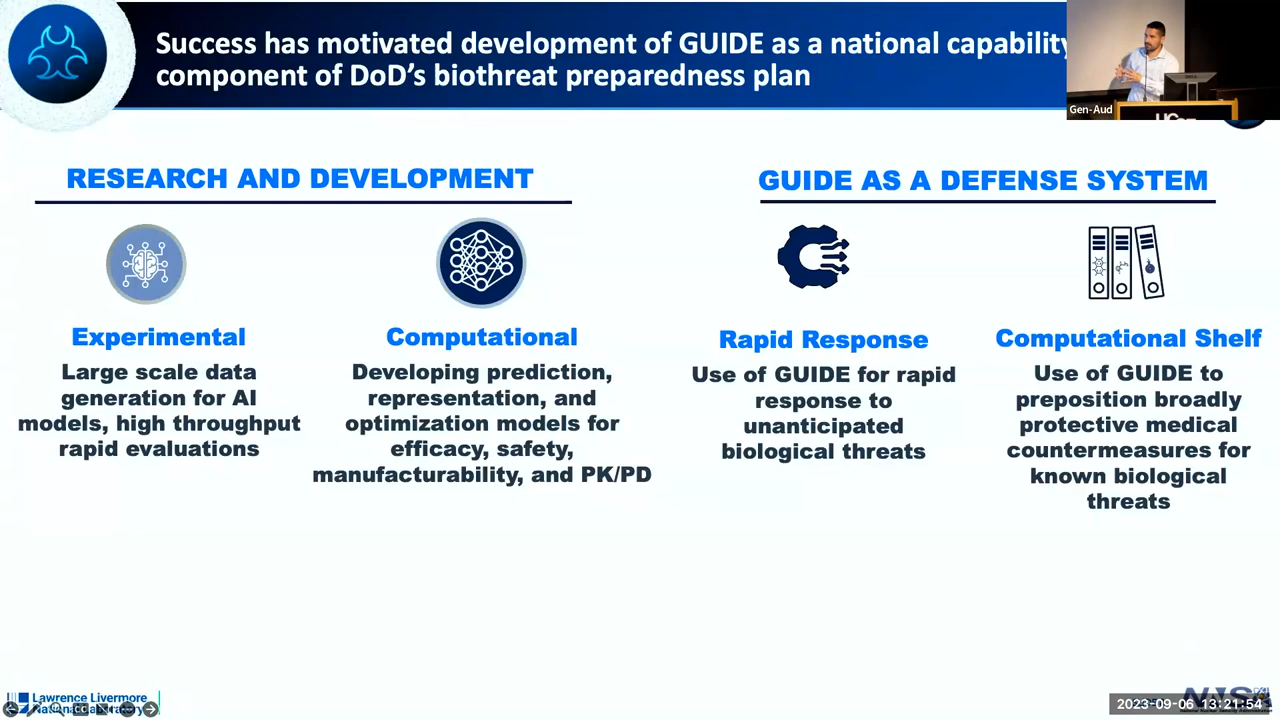 Success has motivated development of GUIDE as a national capability
component of DoD's biothreat preparedness plan
Gen-Aud
RESEARCH AND DEVELOPMENT
Experimental
Large scale data
generation for AI
models, high throughput
rapid evaluations
Computational
Developing prediction,
representation, and
optimization models for
efficacy, safety,
manufacturability, and PK/PD
GUIDE AS A DEFENSE SYSTEM
Rapid Response
Use of GUIDE for rapid
response to
unanticipated
biological threats
Computational Shelf
Use of GUIDE to
preposition broadly
protective medical
countermeasures for
known biological
threats
Lawrence Livermore
National Laboratory
2023-09-06 13:21:54